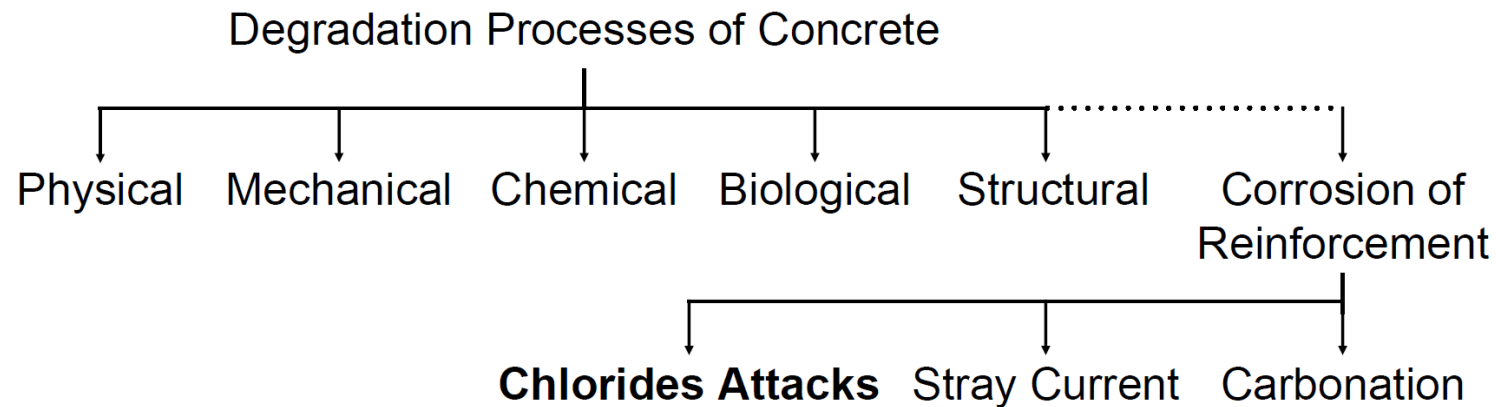 Degradation Processes of Concrete
Physical Mechanical Chemical Biological Structural Corrosion of
Reinforcement
Chlorides Attacks Stray Current Carbonation